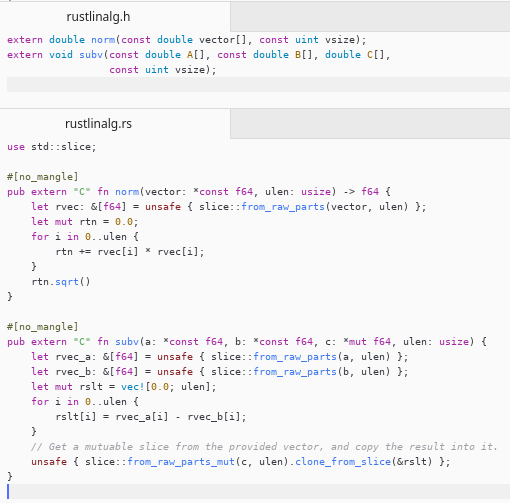 rustlinalg.h
extern double norm(const double vector[], const uint vsize);
extern void subv(const double A[], const double B[], double C[],
                 const uint vsize);
rustlinalg.rs
use std::slice;

#[no_mangle]
pub extern "C" fn norm(vector: *const f64, ulen: usize) -> f64 {
    let rvec: &[f64] = unsafe { slice::from_raw_parts(vector, ulen) };
    let mut rtn = 0.0;
    for i in 0..ulen {
        rtn += rvec[i] * rvec[i];
    }
    rtn.sqrt()
}

#[no_mangle]
pub extern "C" fn subv(a: *const f64, b: *const f64, c: *mut f64, ulen: usize) {
    let rvec_a: &[f64] = unsafe { slice::from_raw_parts(a, ulen) };
    let rvec_b: &[f64] = unsafe { slice::from_raw_parts(b, ulen) };
    let mut rslt = vec![0.0; ulen];
    for i in 0..ulen {
        rslt[i] = rvec_a[i] - rvec_b[i];
    }
    // Get a mutuable slice from the provided vector, and copy the result into it.
    unsafe { slice::from_raw_parts_mut(c, ulen).clone_from_slice(&rslt) };
}